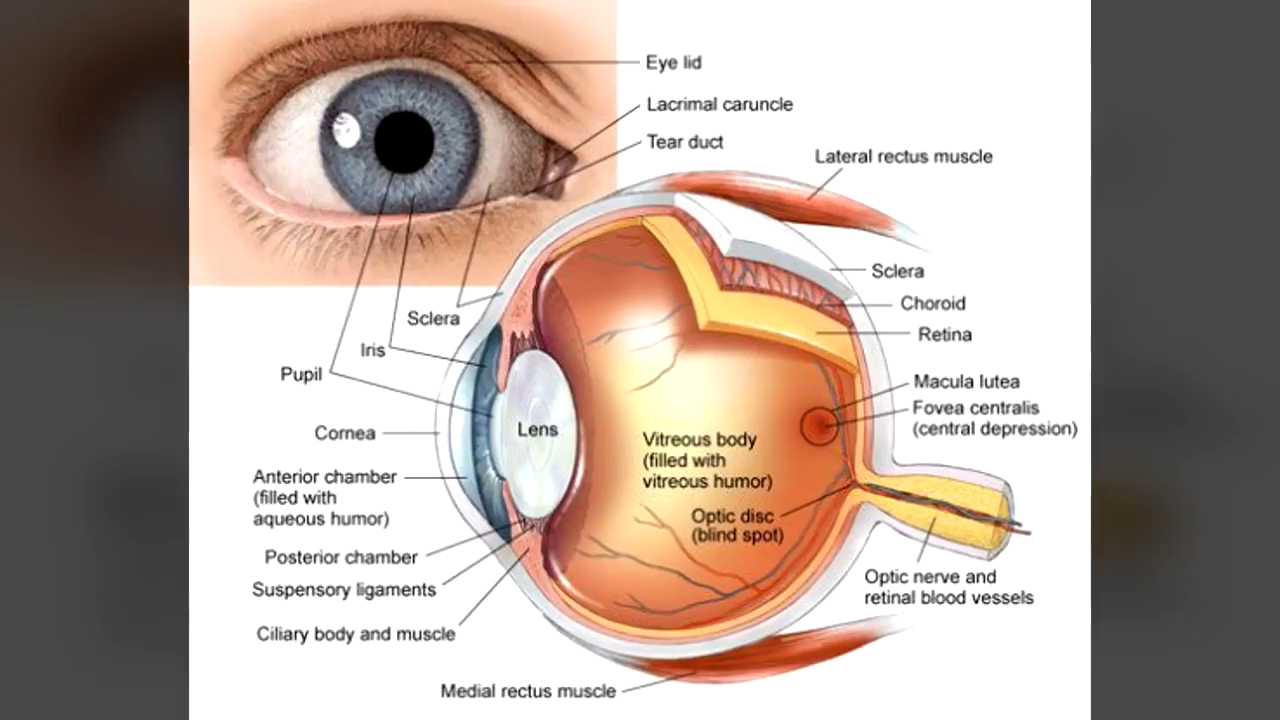 Eye lid
Lacrimal caruncle
Tear duct
Lateral rectus muscle
Sclera
Choroid
Retina
Sclera
Iris
Pupil
Macula lutea
Fovea centralis
(central depression)
Cornea
Lens
Vitreous body
(filled with
vitreous humor)
Anterior chamber
(filled with
aqueous humor)
Optic disc
(blind spot)
Posterior chamber
Suspensory ligaments
Optic nerve and
retinal blood vessels
Ciliary body and muscle
Medial rectus muscle